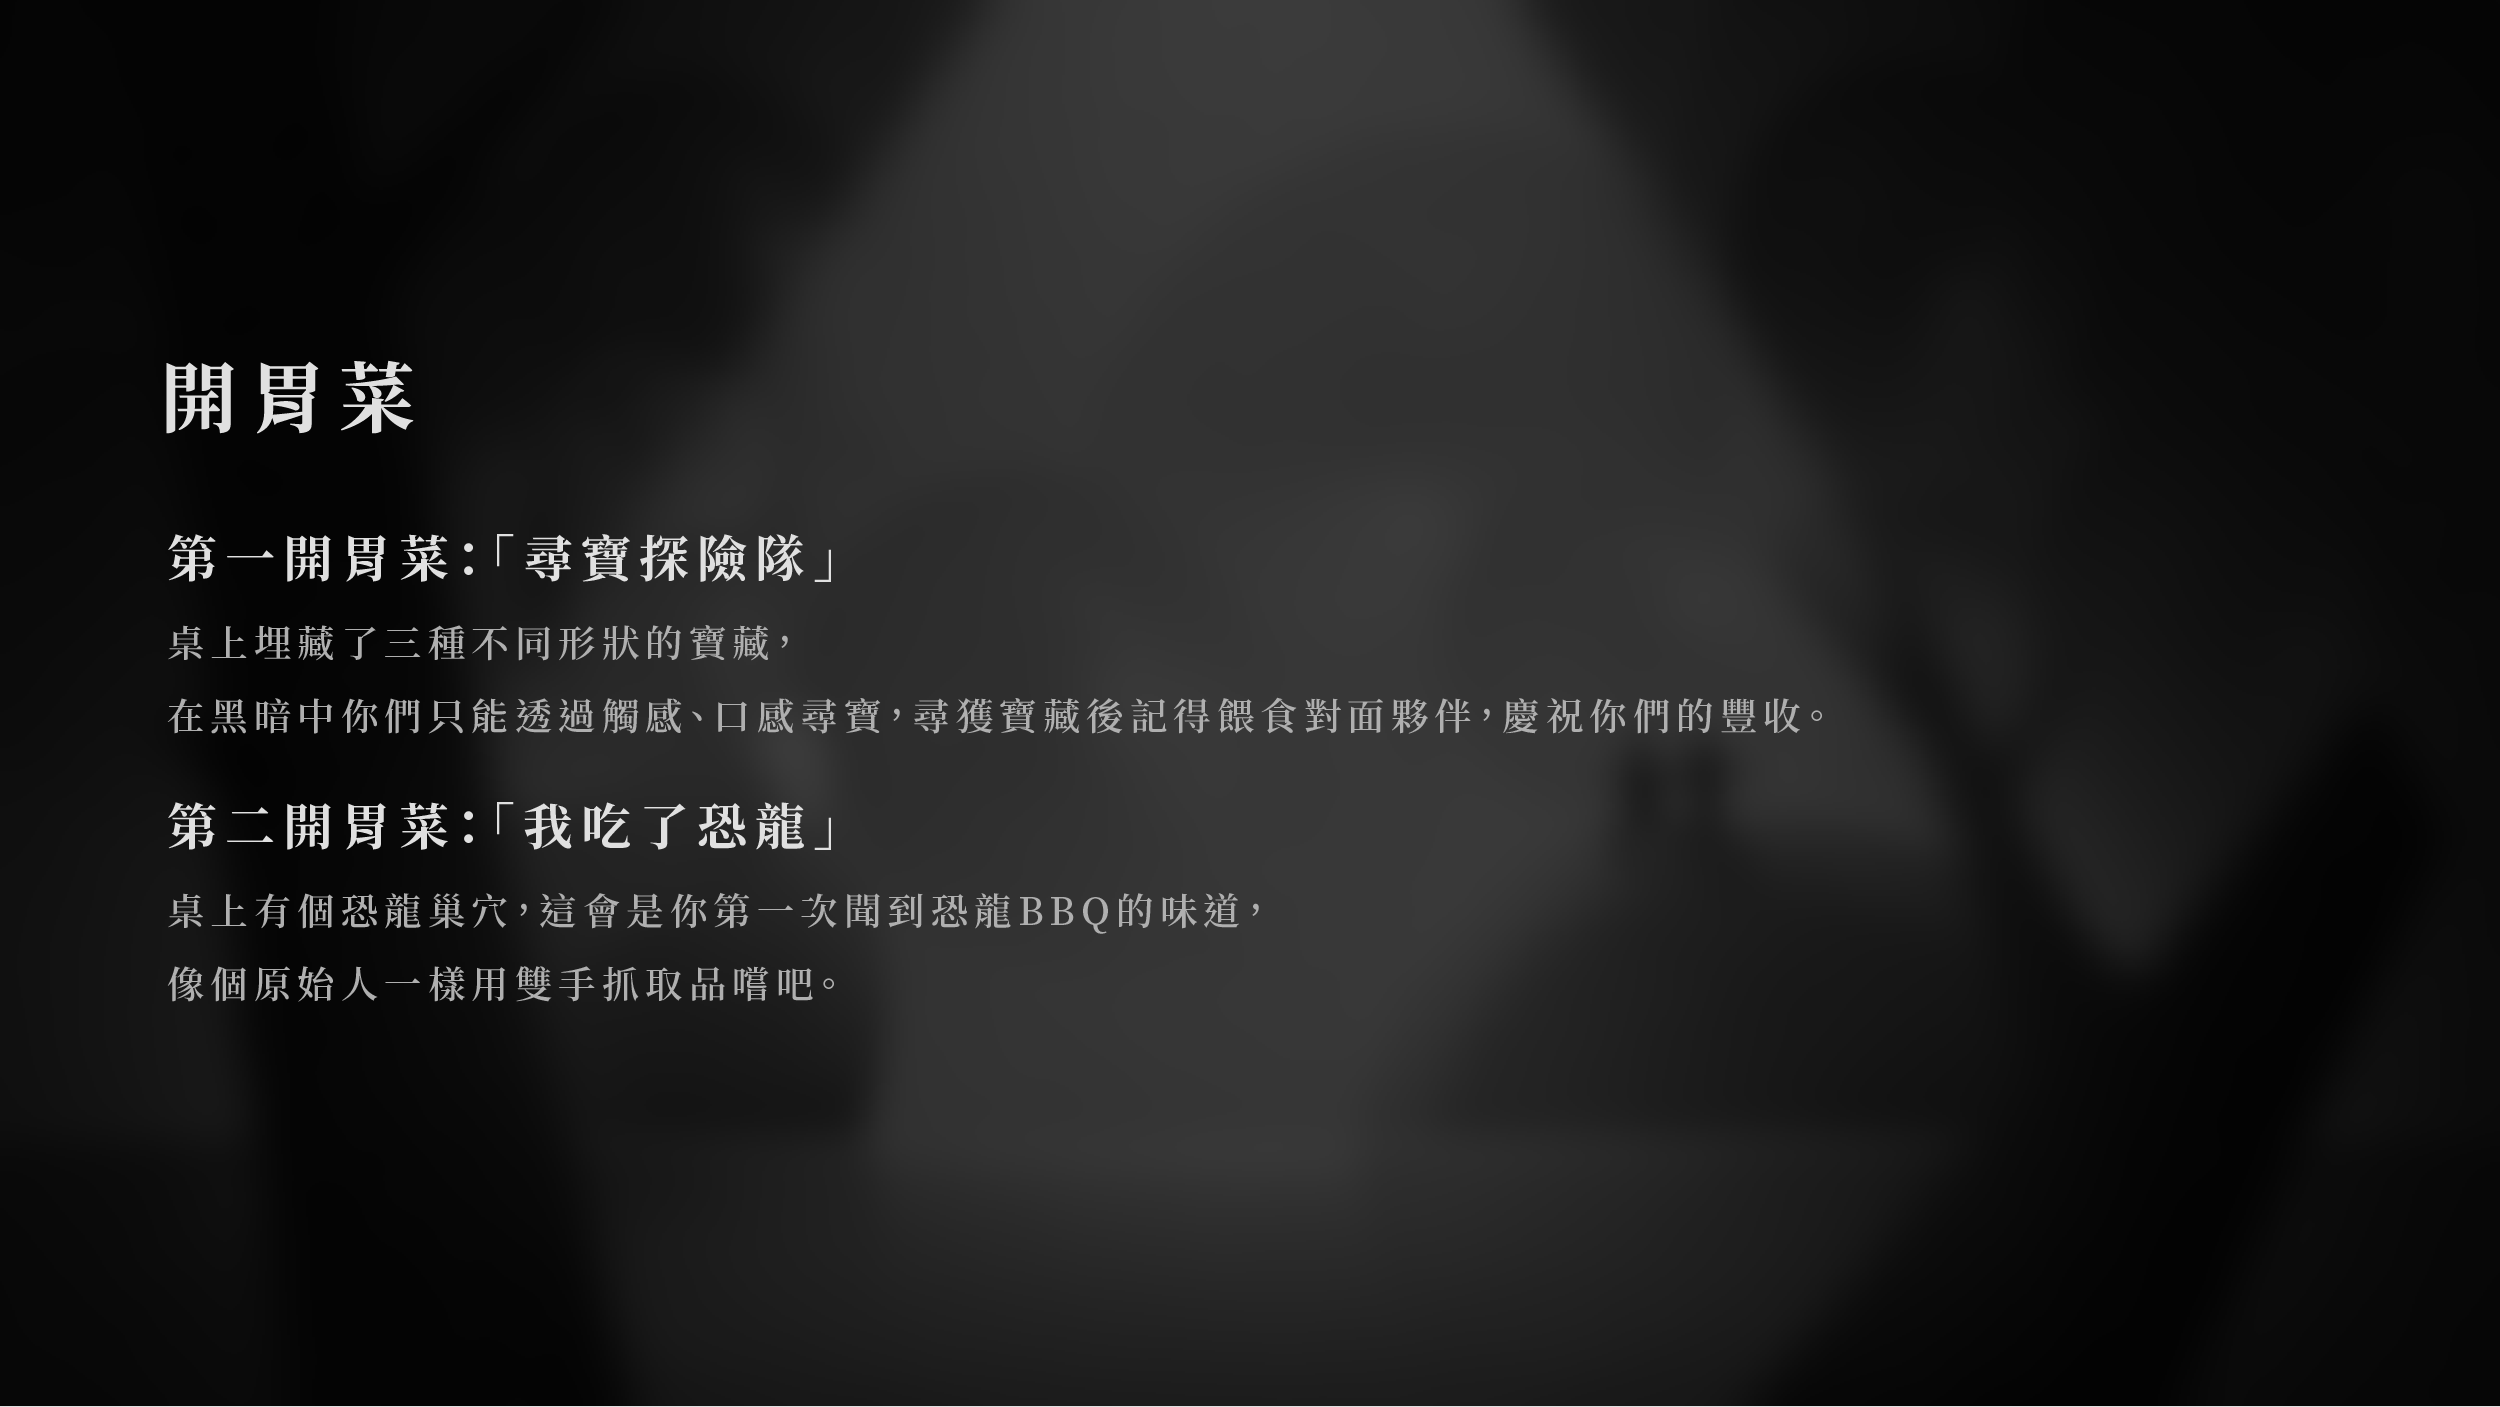 開胃菜
第一開胃菜：「尋寶探險隊」
桌上埋藏了三種不同形狀的寶藏，
在黑暗中你們只能透過觸感、口感尋寶，尋獲寶藏後記得餵食對面夥伴，慶祝你們的豐收。
第二開胃菜：「我吃了恐龍」
桌上有個恐龍巢穴，這會是你第一次聞到恐龍BBQ的味道，
像個原始人一樣用雙手抓取品嚐吧。